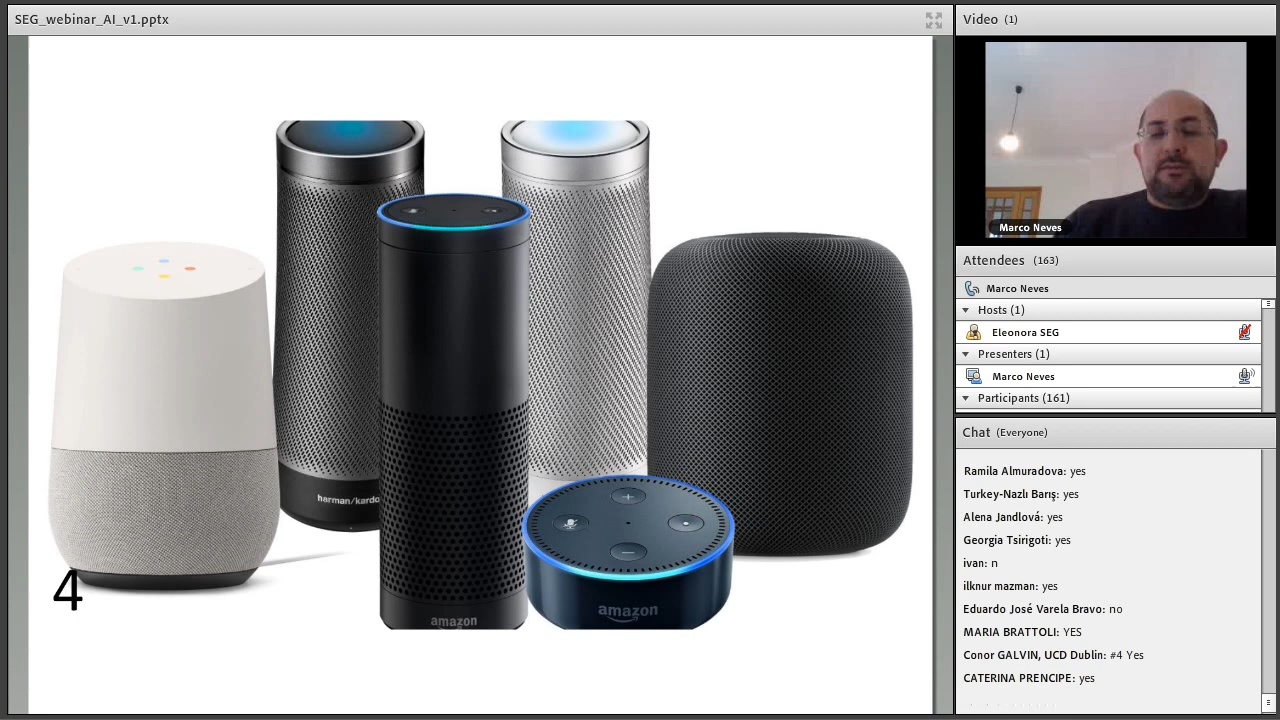 SEG_webinar_AI_v1.pptx
harman/kardo
amazon
amazon
4
Video (1)
Marco Neves
Attendees (163)
Marco Neves
Hosts (1)
Eleonora SEG
Presenters (1)
Marco Neves
Participants (161)
Chat (Everyone)
Ramila Almuradova: yes
Turkey-Nazlı Barış: yes
Alena Jandlová: yes
Georgia Tsirigoti: yes
ivan: n
ilknur mazman: yes
Eduardo José Varela Bravo: no
MARIA BRATTOLI: YES
Conor GALVIN, UCD Dublin: #4 Yes
CATERINA PRENCIPE: yes